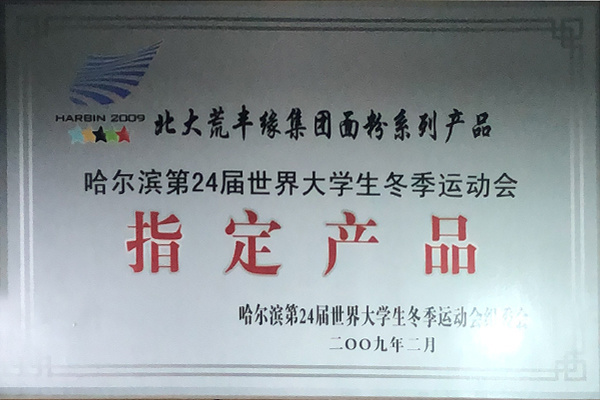 HARBIN 2009
北大荒丰缘集团面粉系列产品
哈尔滨第24届世界大学生冬季运动会
指定产品
哈尔滨第24届世界大学生冬季运动会组委会
二〇〇九年二月